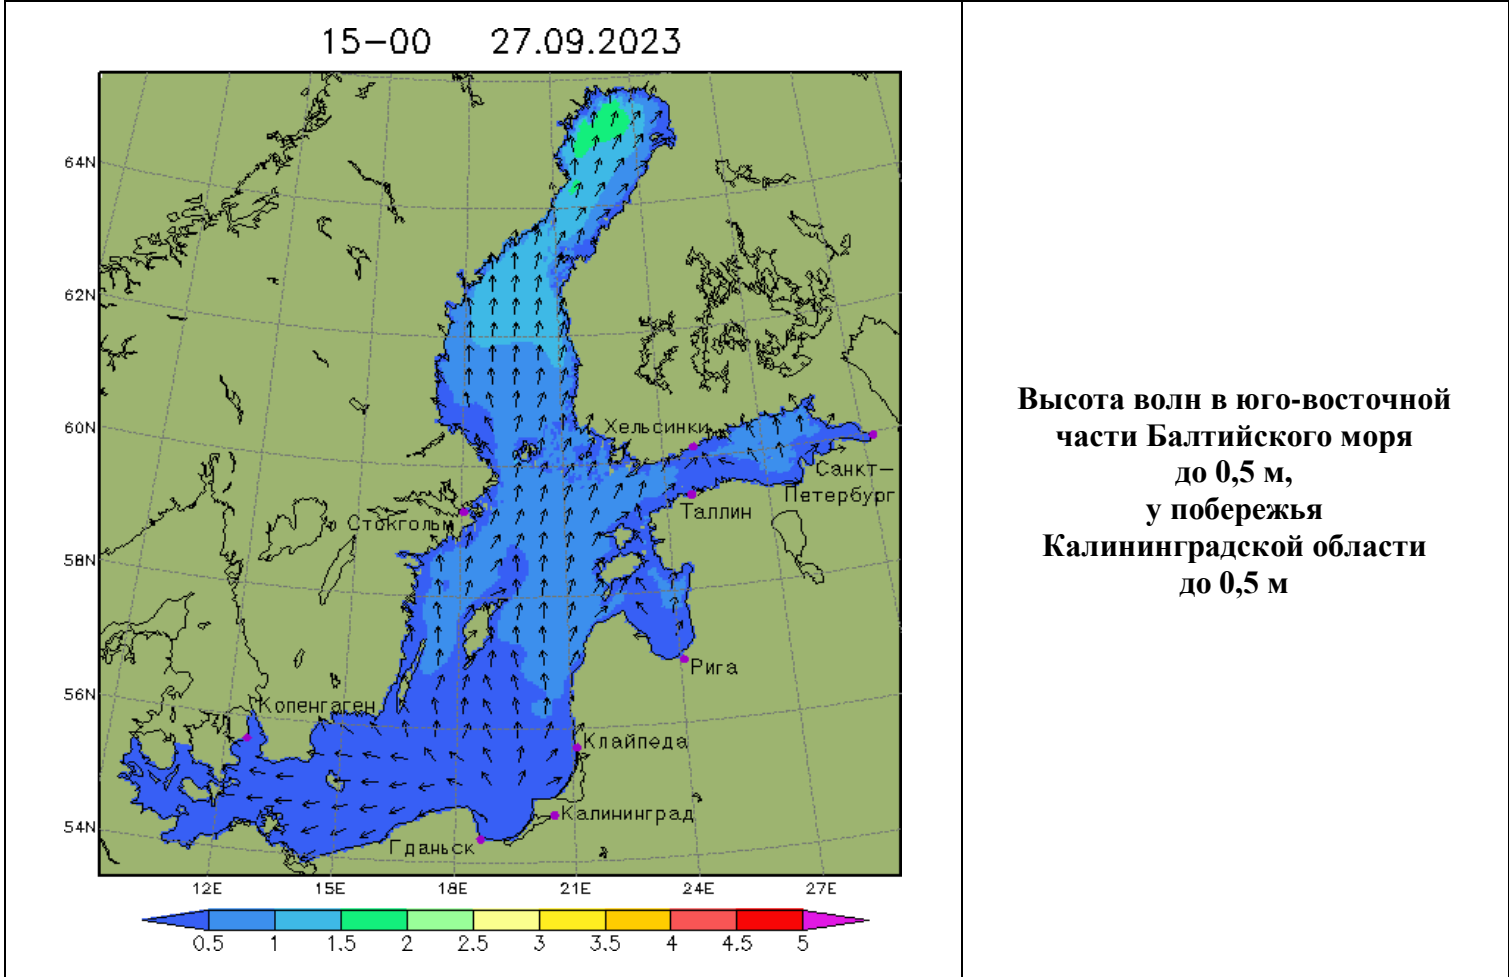 15-00 27.09.2023
64N
62N
60N
58N
56N
54N
Хельсинки
Санкт-
Петербург
Таллин
Стокгольм
Рига
Копенгаген
Клайпеда
Калининград
Гданьск
12E 15E 18E 21E 24E 27E
0.5 1 1.5 2 2.5 3 3.5 4 4.5 5
Высота волн в юго-восточной
части Балтийского моря
до 0,5 м,
у побережья
Калининградской области
до 0,5 м